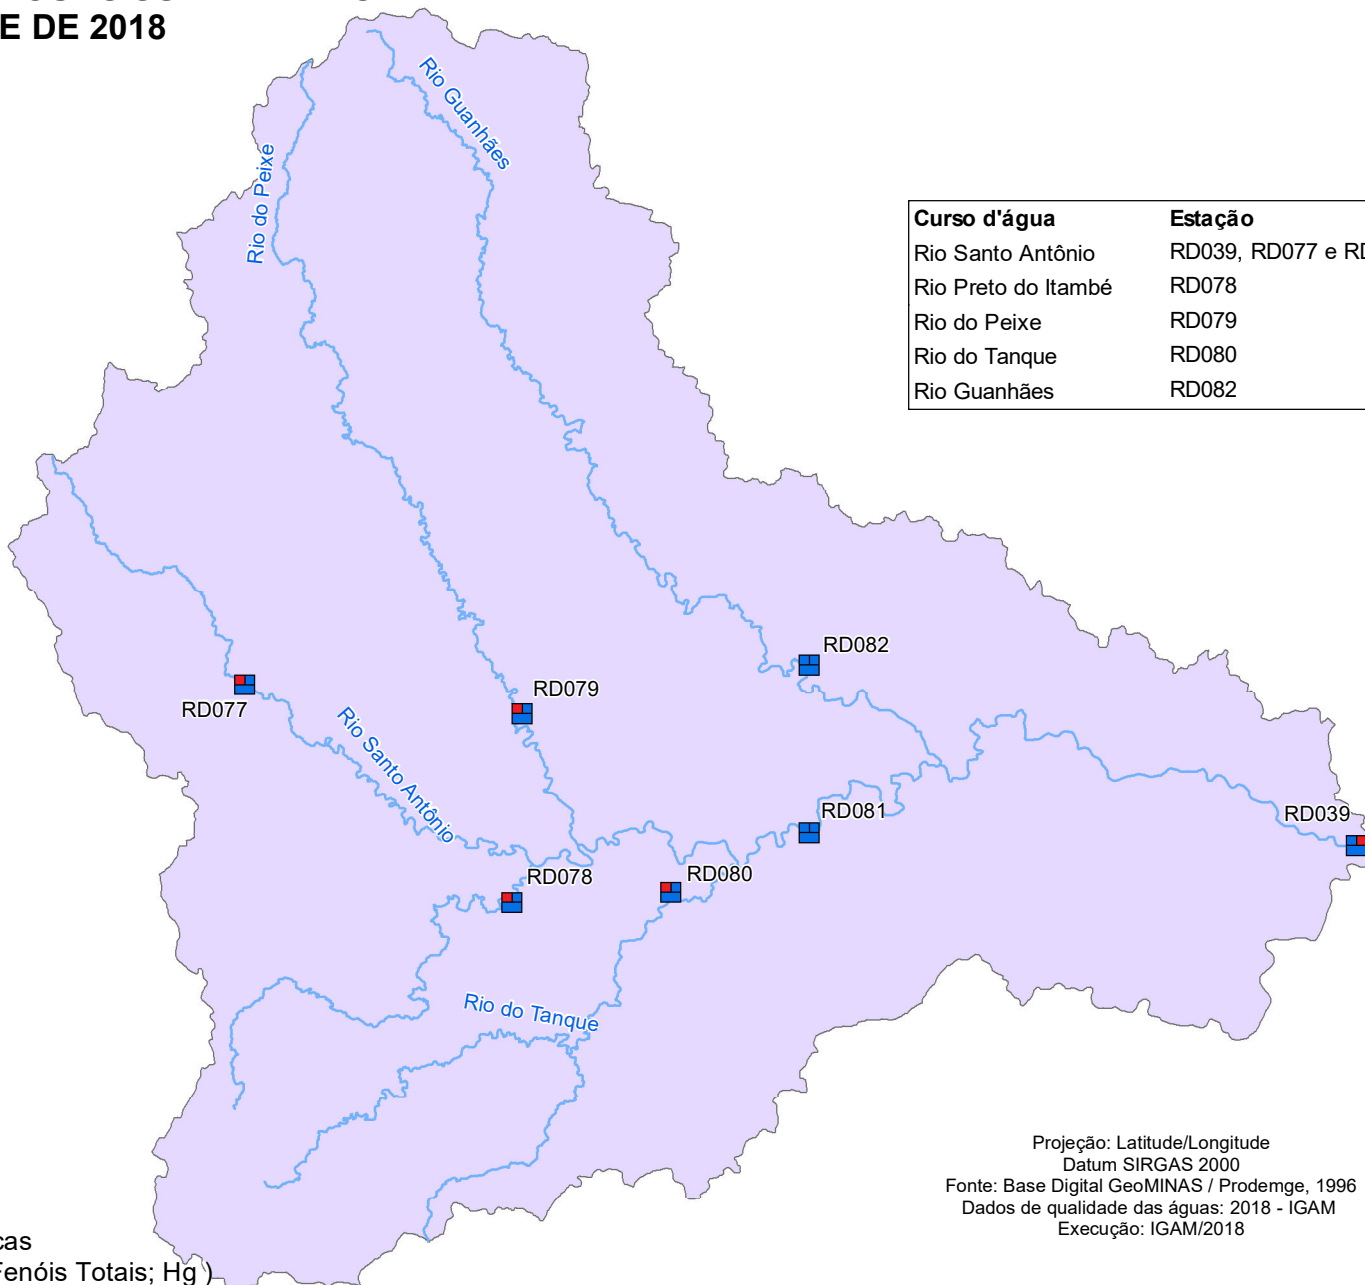 E DE 2018
Rio Guanhães
Rio do Peixe
Curso d'água Estação
Rio Santo Antônio RD039, RD077 e RD
Rio Preto do Itambé RD078
Rio do Peixe RD079
Rio do Tanque RD080
Rio Guanhães RD082
RD082
RD079
RD077
Rio Santo Antônio
RD081
RD039
RD078
RD080
Rio do Tanque
Projeção: Latitude/Longitude
Datum SIRGAS 2000
Fonte: Base Digital GeoMINAS / Prodemge, 1996
Dados de qualidade das águas: 2018 - IGAM
Execução: IGAM/2018
cas
Fenóis Totais; Hg )